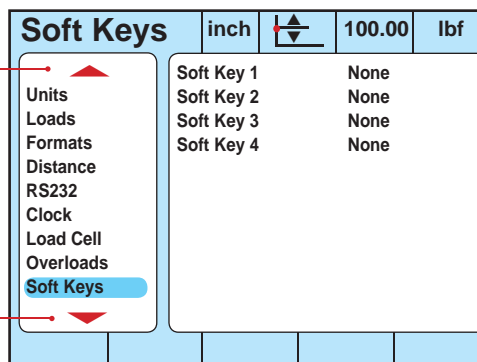 Soft Keys inch 100.00 lbf
Units
Loads
Formats
Distance
RS232
Clock
Load Cell
Overloads
Soft Keys
Soft Key 1 None
Soft Key 2 None
Soft Key 3 None
Soft Key 4 None